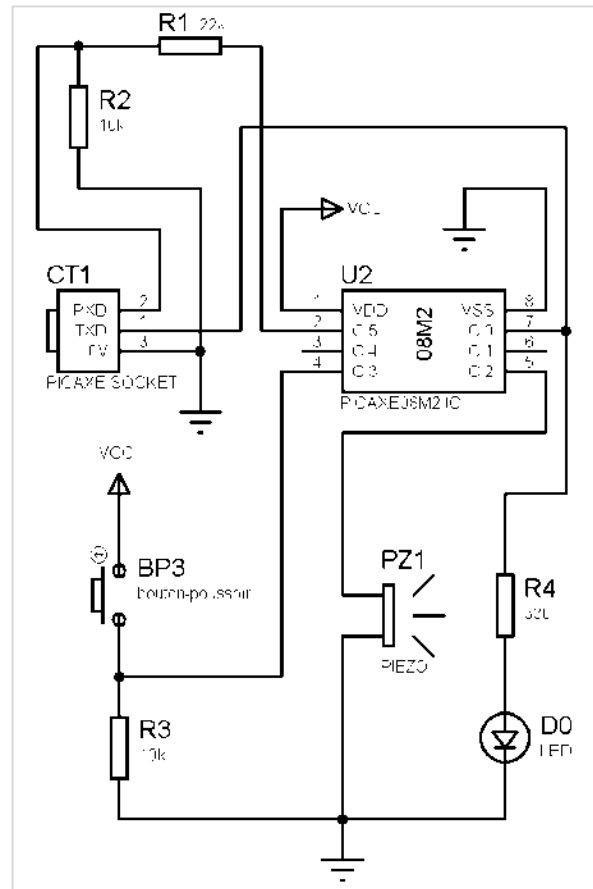 R1 22k
R2
10k
VCC
CT1
U2
2
RXD
1
TXD
3
0V
PICAXE SOCKET
1
VDD
VSS
8
2
C.5
C.0
7
3
C.4
C.1
6
4
C.3
C.2
5
08M2
PICAXE08M2 IC
VCC
BP3
bouton-poussoir
PZ1
PIEZO
R4
R3
10k
D0
LED